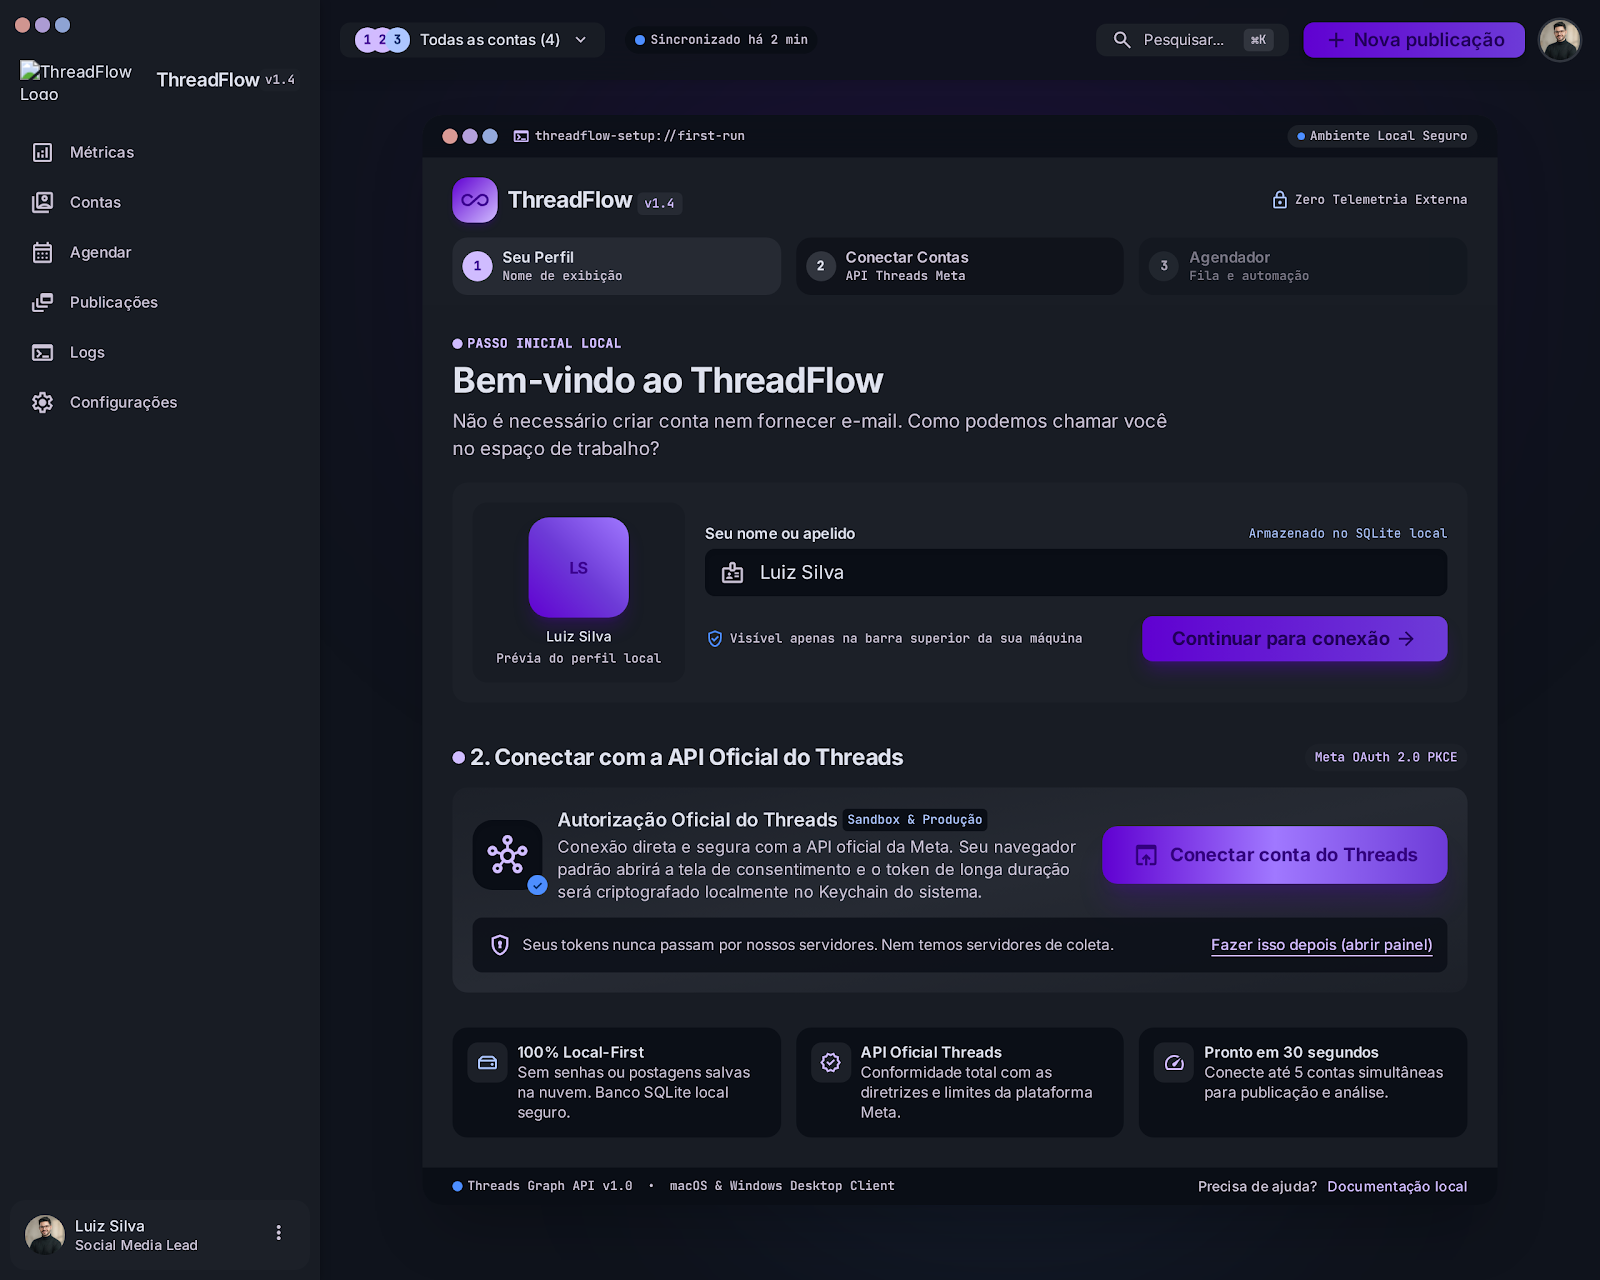 ThreadFlow
Logo
ThreadFlow v1.4
Métricas
Contas
Agendar
Publicações
Logs
Configurações
Luiz Silva
Social Media Lead
1 2 3 Todas as contas (4)
Sincronizado há 2 min
Pesquisar... ⌘K
+ Nova publicação
threadflow-setup://first-run
Ambiente Local Seguro
ThreadFlow v1.4
Zero Telemetria Externa
1 Seu Perfil
Nome de exibição
2 Conectar Contas
API Threads Meta
3 Agendador
Fila e automação
PASSO INICIAL LOCAL
Bem-vindo ao ThreadFlow
Não é necessário criar conta nem fornecer e-mail. Como podemos chamar você
no espaço de trabalho?
LS
Luiz Silva
Prévia do perfil local
Seu nome ou apelido
Armazenado no SQLite local
Luiz Silva
Visível apenas na barra superior da sua máquina
Continuar para conexão →
2. Conectar com a API Oficial do Threads
Meta OAuth 2.0 PKCE
Autorização Oficial do Threads Sandbox & Produção
Conexão direta e segura com a API oficial da Meta. Seu navegador
padrão abrirá a tela de consentimento e o token de longa duração
será criptografado localmente no Keychain do sistema.
Conectar conta do Threads
Seus tokens nunca passam por nossos servidores. Nem temos servidores de coleta.
Fazer isso depois (abrir painel)
100% Local-First
Sem senhas ou postagens salvas
na nuvem. Banco SQLite local
seguro.
API Oficial Threads
Conformidade total com as
diretrizes e limites da plataforma
Meta.
Pronto em 30 segundos
Conecte até 5 contas simultâneas
para publicação e análise.
Threads Graph API v1.0 • macOS & Windows Desktop Client
Precisa de ajuda? Documentação local